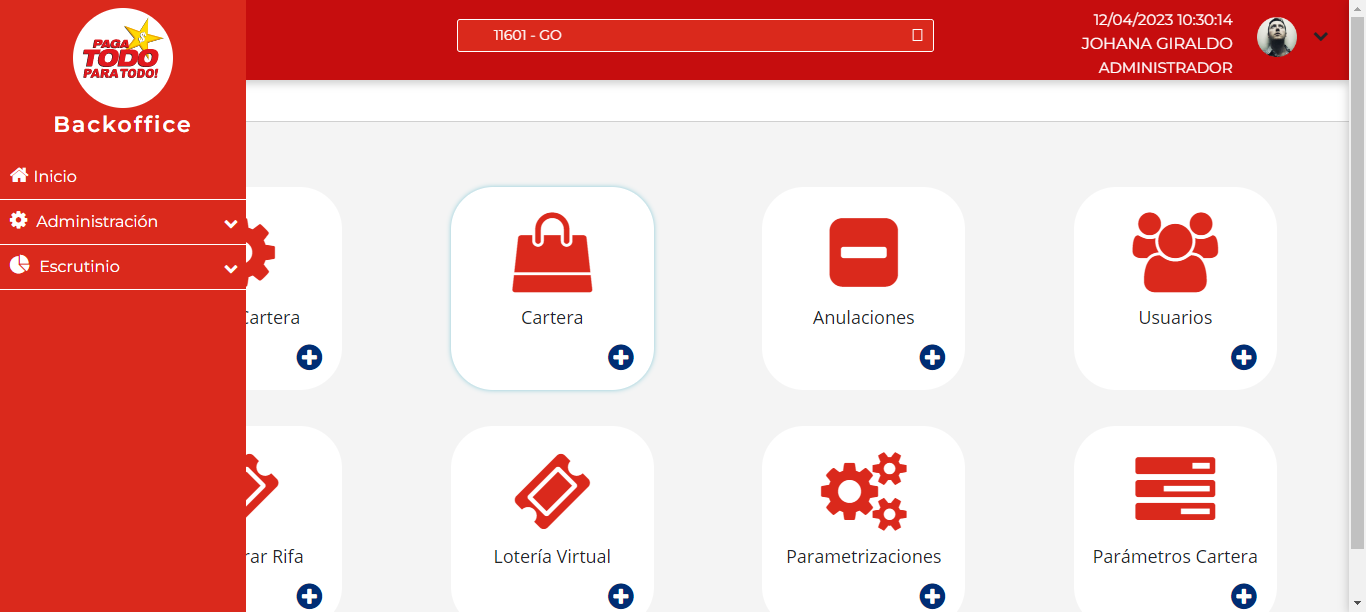 PAGA
TODO
PARA TODO!
Backoffice
Inicio
Administración
Escrutinio
11601 - GO
12/04/2023 10:30:14
JOHANA GIRALDO
ADMINISTRADOR
Cartera
Cartera
Anulaciones
Usuarios
rar Rifa
Lotería Virtual
Parametrizaciones
Parámetros Cartera